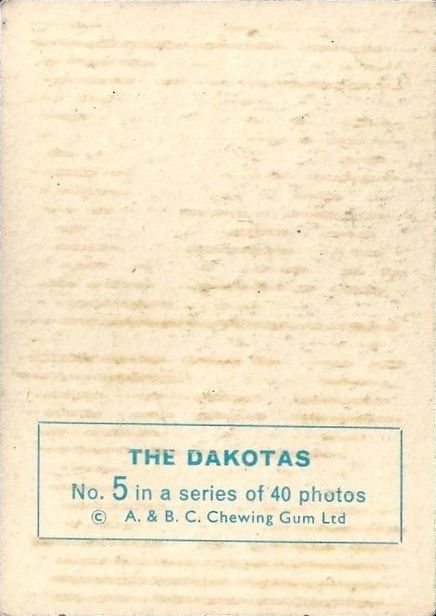 THE DAKOTAS
No. 5 in a series of 40 photos
© A. & B. C. Chewing Gum Ltd